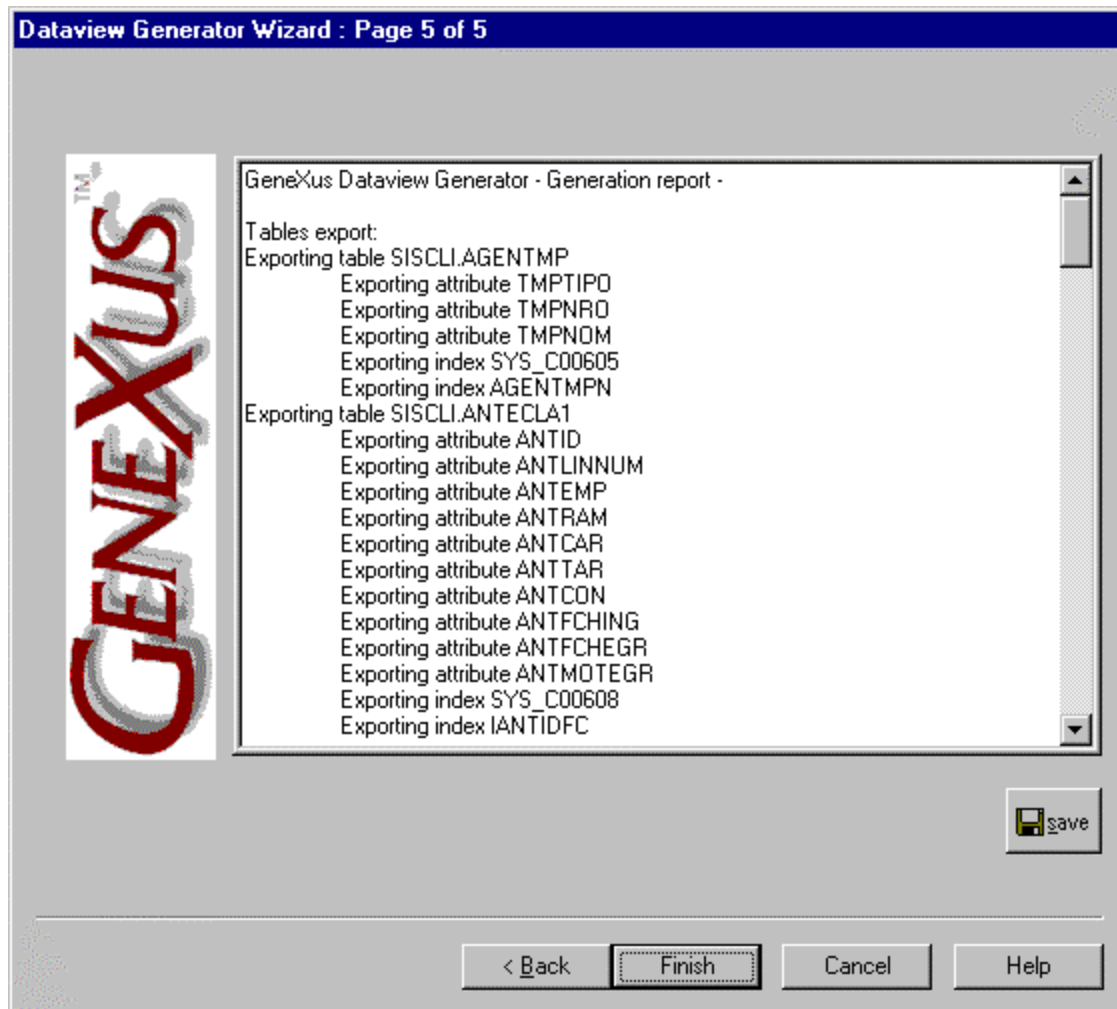 Dataview Generator Wizard : Page 5 of 5
GENEXUS™
GeneXus Dataview Generator - Generation report -
Tables export:
Exporting table SISCLI.AGENTMP
Exporting attribute TMPTIPO
Exporting attribute TMPNRO
Exporting attribute TMPNOM
Exporting index SYS_C00605
Exporting index AGENTMPN
Exporting table SISCLI.ANTECLA1
Exporting attribute ANTID
Exporting attribute ANTLINNUM
Exporting attribute ANTEMP
Exporting attribute ANTRAM
Exporting attribute ANTCAR
Exporting attribute ANTTAR
Exporting attribute ANTCON
Exporting attribute ANTFCHING
Exporting attribute ANTFCHEGR
Exporting attribute ANTMOTEGR
Exporting index SYS_C00608
Exporting index IANTIDFC
save
< Back
Finish
Cancel
Help